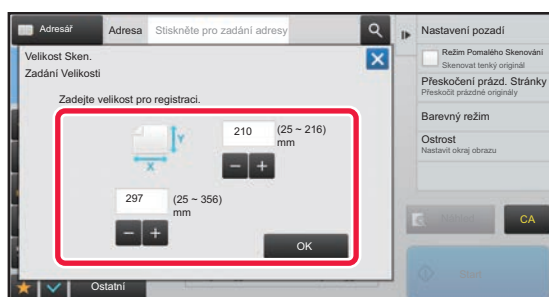 Adresář
Adresa
Stiskněte pro zadání adresy
Velikost Sken.
Zadání Velikosti
Zadejte velikost pro registraci.
Y
X
210
(25 ~ 216)
mm
297
(25 ~ 356)
mm
OK
Ostatní
Nastavení pozadí
Režim Pomalého Skenování
Skenovat tenký originál
Přeskočení prázd. Stránky
Přeskočit prázdné originály
Barevný režim
Ostrost
Nastavit okraj obrazu
CA
Start